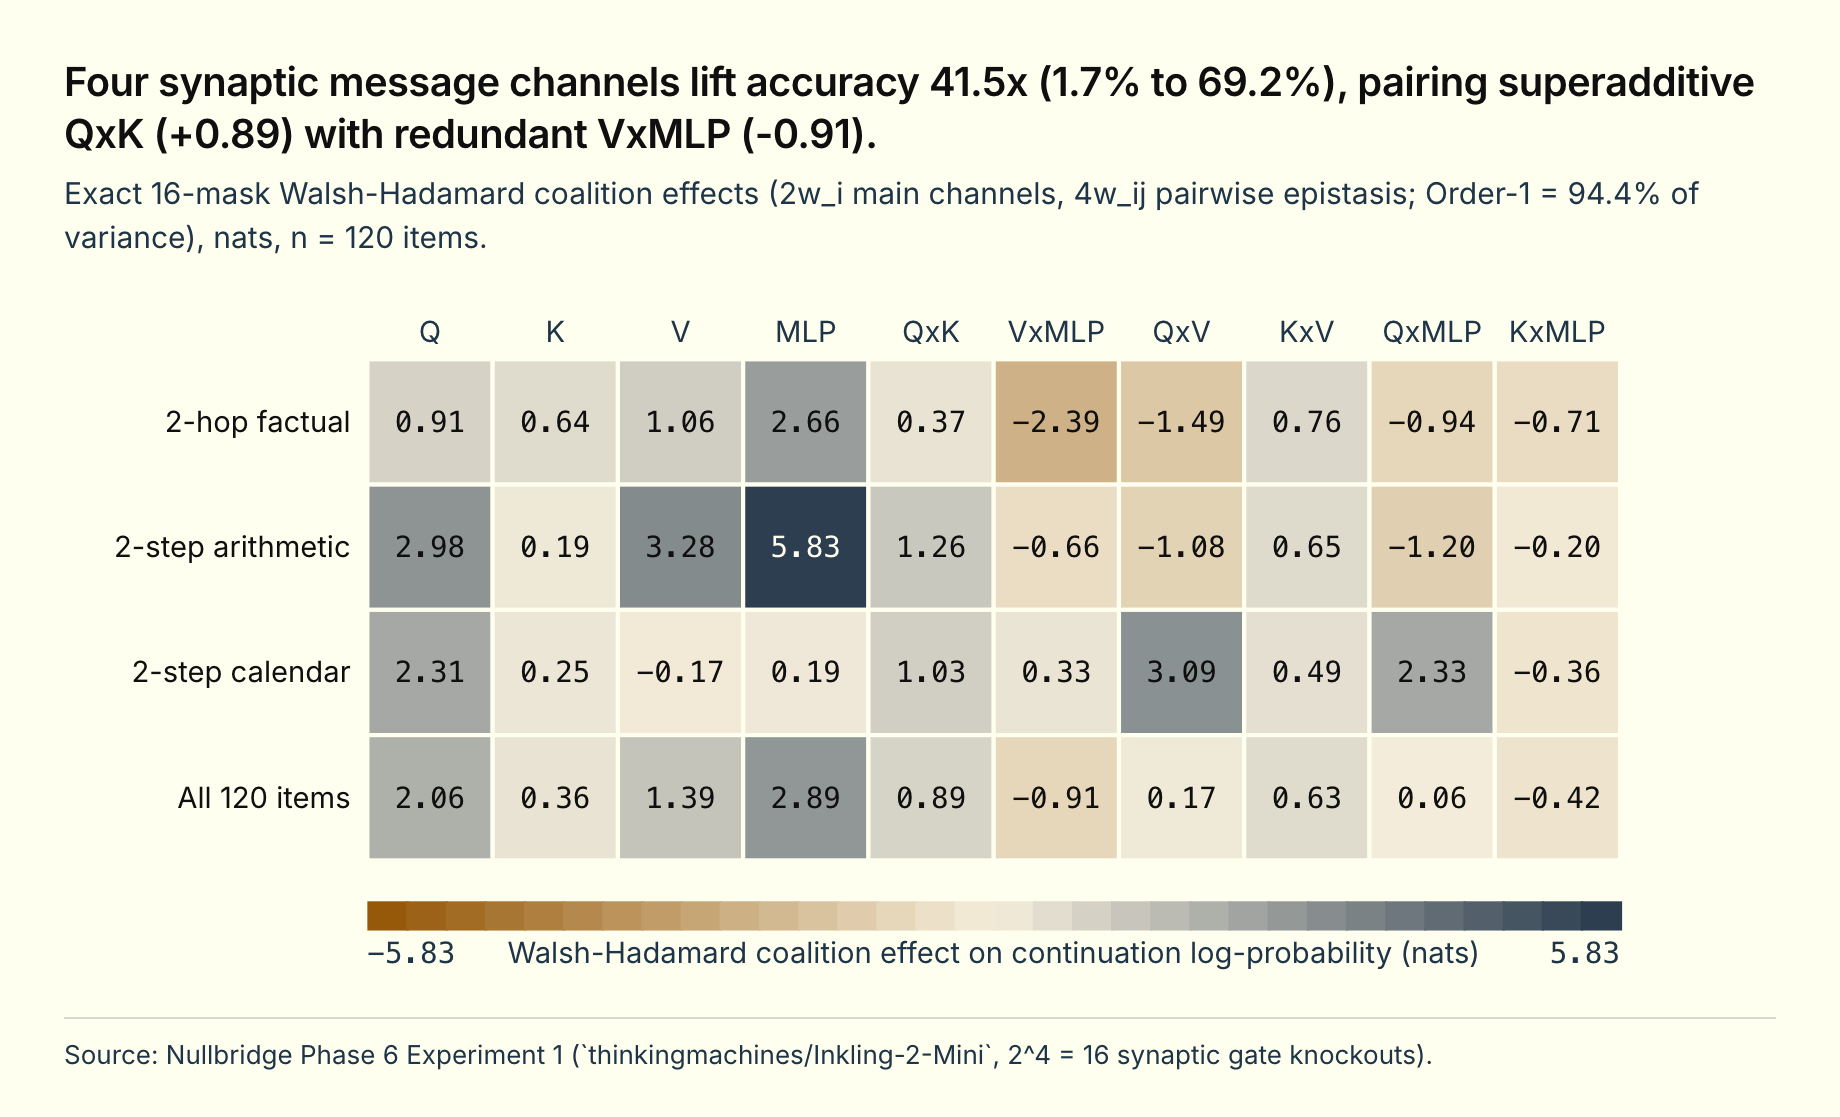 Four synaptic message channels lift accuracy 41.5x (1.7% to 69.2%), pairing superadditive
QxK (+0.89) with redundant VxMLP (-0.91).
Exact 16-mask Walsh-Hadamard coalition effects (2w_i main channels, 4w_ij pairwise epistasis; Order-1 = 94.4% of
variance), nats, n = 120 items.
Q K V MLP QxK VxMLP QxV KxV QxMLP KxMLP
2-hop factual 0.91 0.64 1.06 2.66 0.37 −2.39 −1.49 0.76 −0.94 −0.71
2-step arithmetic 2.98 0.19 3.28 5.83 1.26 −0.66 −1.08 0.65 −1.20 −0.20
2-step calendar 2.31 0.25 −0.17 0.19 1.03 0.33 3.09 0.49 2.33 −0.36
All 120 items 2.06 0.36 1.39 2.89 0.89 −0.91 0.17 0.63 0.06 −0.42
−5.83 Walsh-Hadamard coalition effect on continuation log-probability (nats) 5.83
Source: Nullbridge Phase 6 Experiment 1 (`thinkingmachines/Inkling-2-Mini`, 2^4 = 16 synaptic gate knockouts).